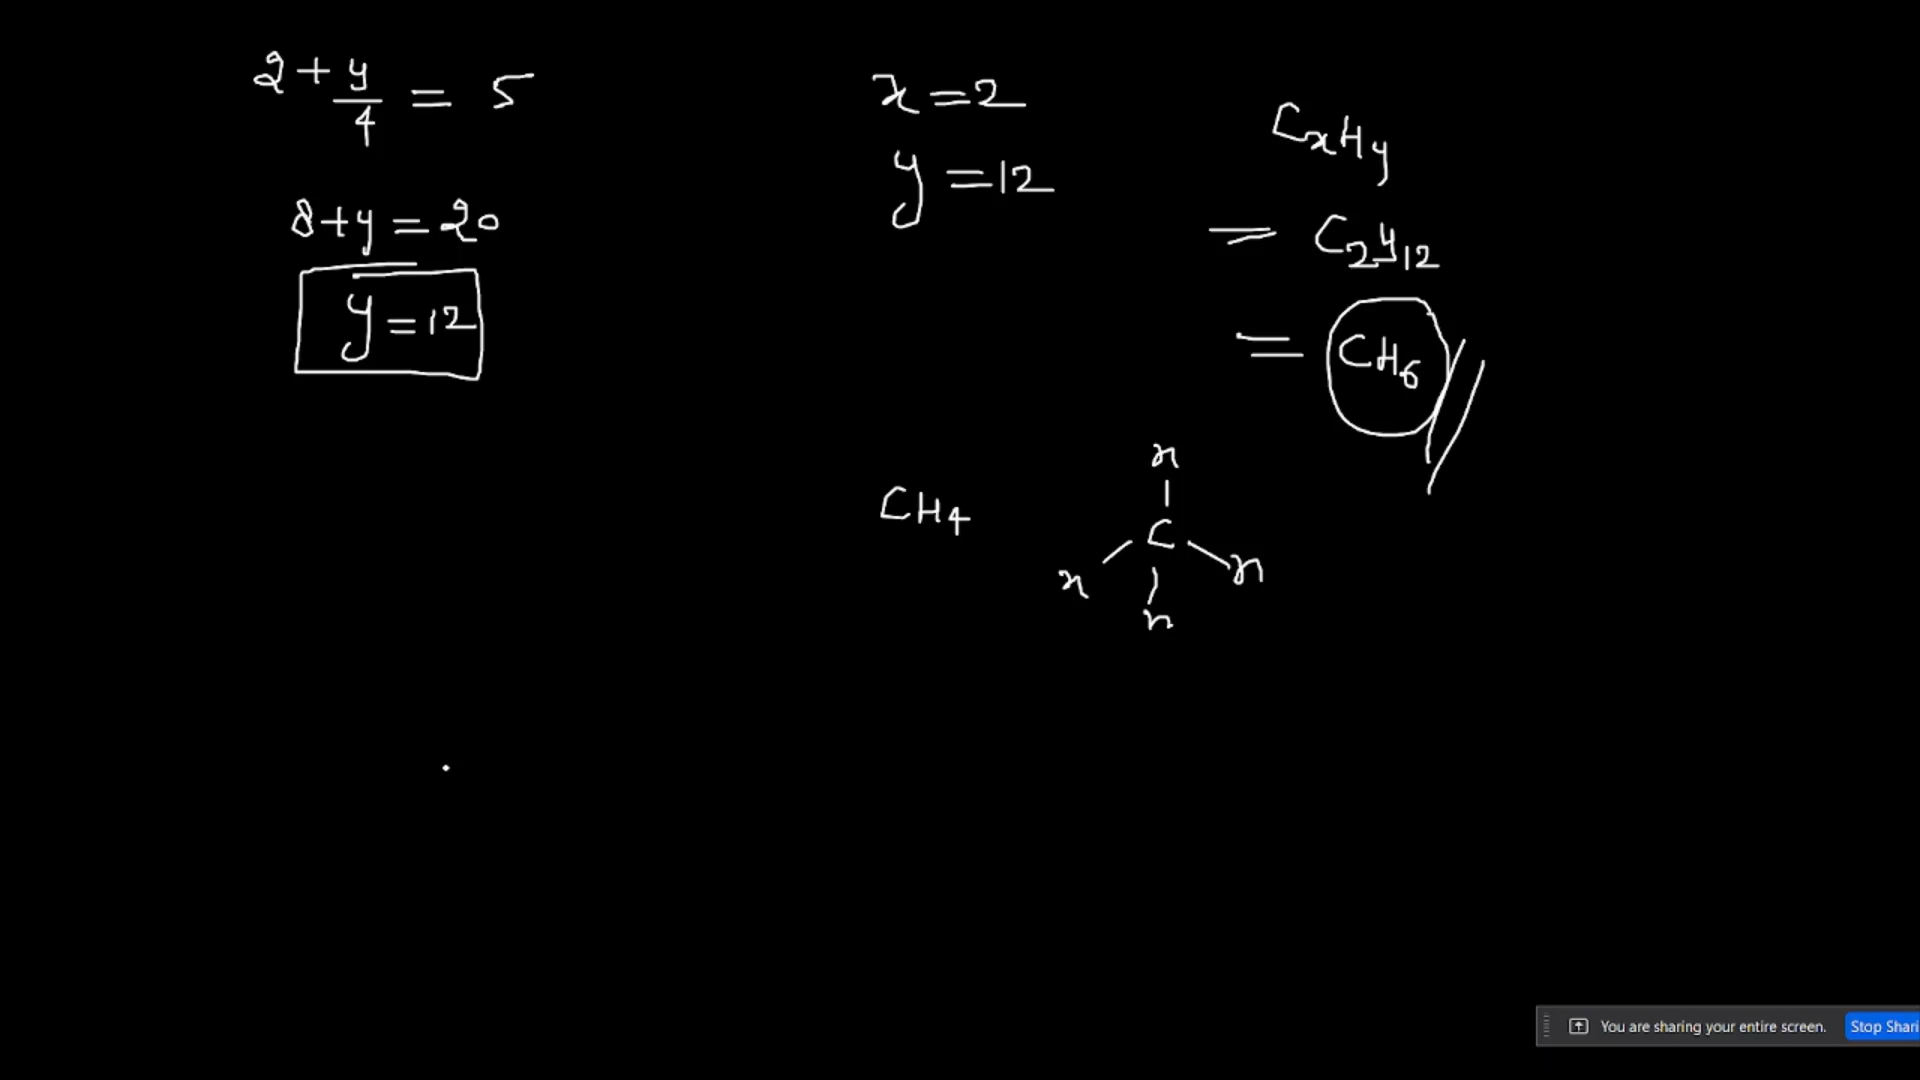 2 + y/4 = 5
8 + y = 20
y = 12
x = 2
y = 12
CxHy
= C2y12
= CH6
CH4
H
C
H H
H
You are sharing your entire screen. Stop Shari